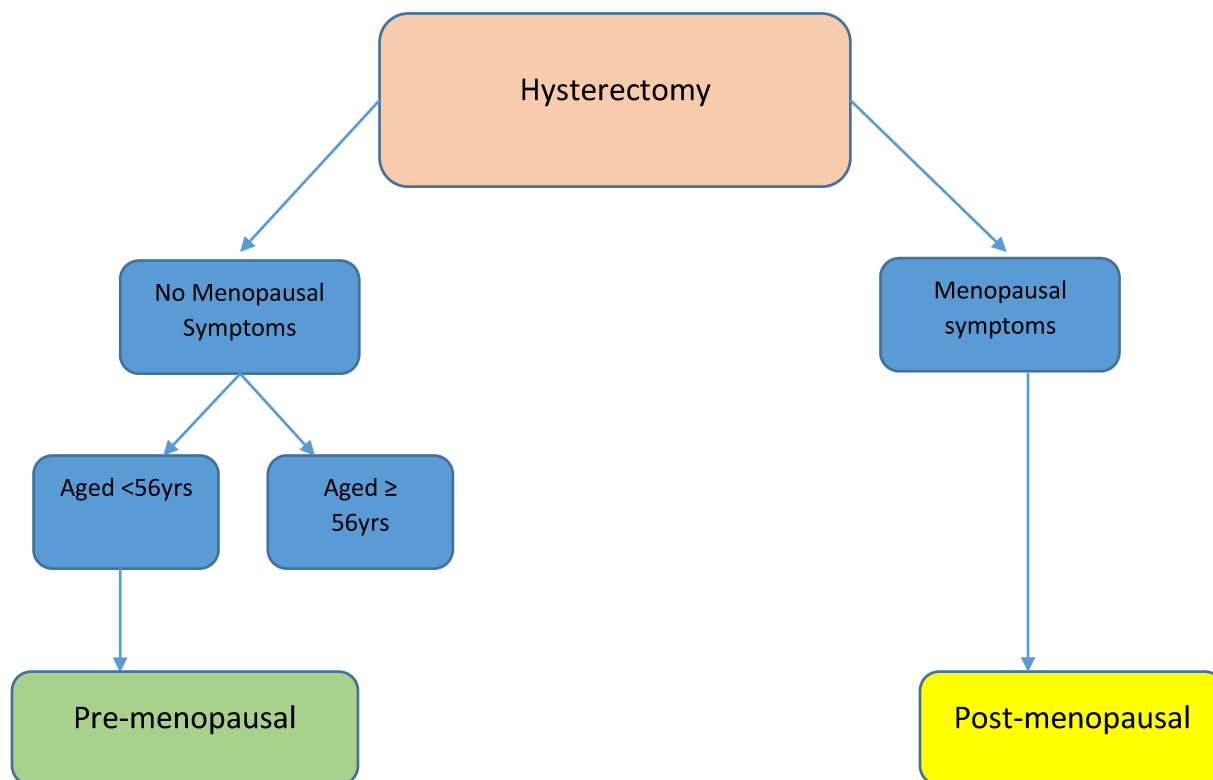 Hysterectomy
No Menopausal
Symptoms
Menopausal
symptoms
Aged <56yrs
Aged ≥
56yrs
Pre-menopausal
Post-menopausal